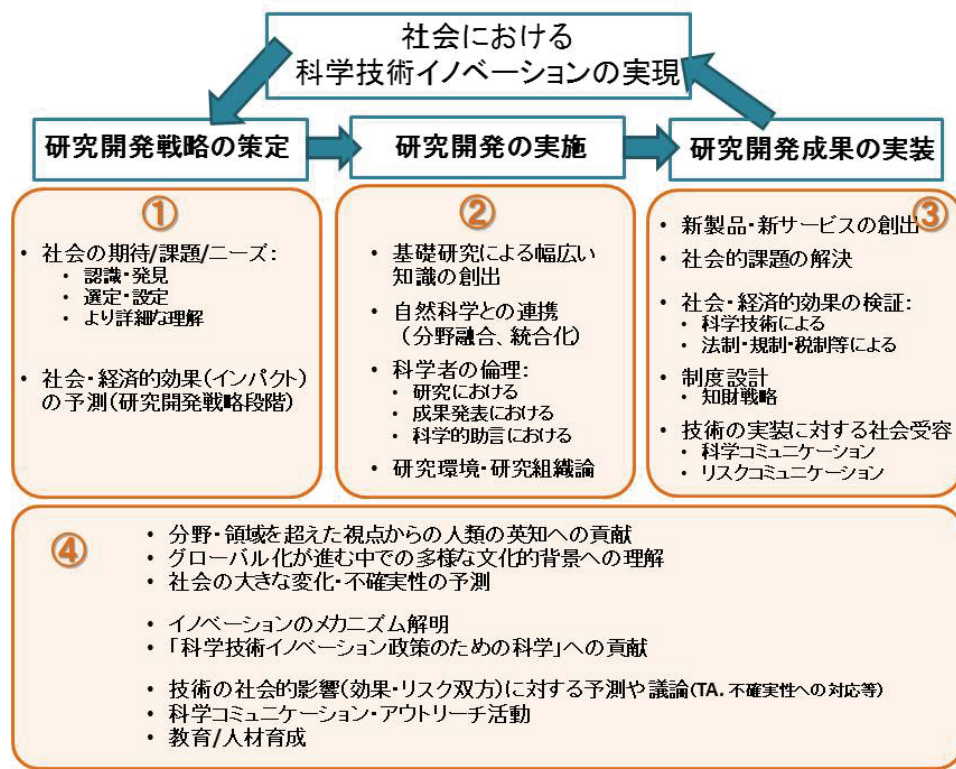 社会における
科学技術イノベーションの実現
研究開発戦略の策定
研究開発の実施
研究開発成果の実装
①
• 社会の期待/課題/ニーズ:
• 認識・発見
• 選定・設定
• より詳細な理解
• 社会・経済的効果(インパクト)
の予測(研究開発戦略段階)
②
• 基礎研究による幅広い
知識の創出
• 自然科学との連携
(分野融合、統合化)
• 科学者の倫理:
• 研究における
• 成果発表における
• 科学的助言における
• 研究環境・研究組織論
③
• 新製品・新サービスの創出
• 社会的課題の解決
• 社会・経済的効果の検証:
• 科学技術による
• 法制・規制・税制等による
• 制度設計
• 知財戦略
• 技術の実装に対する社会受容
• 科学コミュニケーション
• リスクコミュニケーション
④
• 分野・領域を超えた視点からの人類の英知への貢献
• グローバル化が進む中での多様な文化的背景への理解
• 社会の大きな変化・不確実性の予測
• イノベーションのメカニズム解明
• 「科学技術イノベーション政策のための科学」への貢献
• 技術の社会的影響(効果・リスク双方)に対する予測や議論(TA. 不確実性への対応等)
• 科学コミュニケーション・アウトリーチ活動
• 教育/人材育成